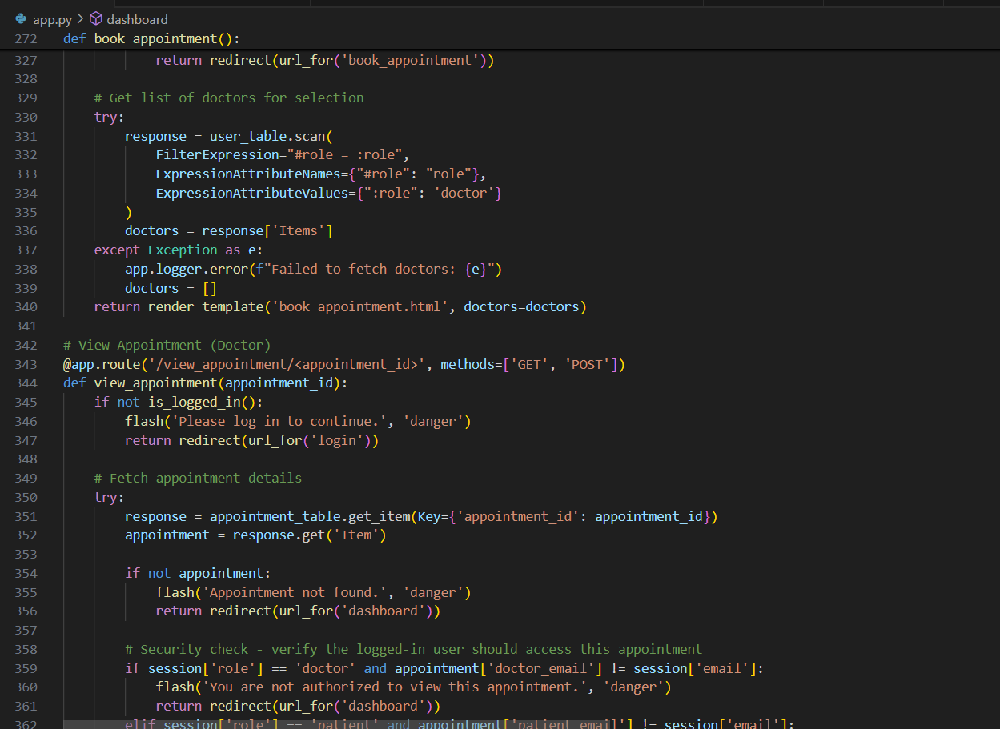 app.py > dashboard
272 def book_appointment():
327 return redirect(url_for('book_appointment'))
328
329 # Get list of doctors for selection
330 try:
331 response = user_table.scan(
332 FilterExpression="#role = :role",
333 ExpressionAttributeNames={"#role": "role"},
334 ExpressionAttributeValues={":role": 'doctor'}
335 )
336 doctors = response['Items']
337 except Exception as e:
338 app.logger.error(f"Failed to fetch doctors: {e}")
339 doctors = []
340 return render_template('book_appointment.html', doctors=doctors)
341
342 # View Appointment (Doctor)
343 @app.route('/view_appointment/<appointment_id>', methods=['GET', 'POST'])
344 def view_appointment(appointment_id):
345 if not is_logged_in():
346 flash('Please log in to continue.', 'danger')
347 return redirect(url_for('login'))
348
349 # Fetch appointment details
350 try:
351 response = appointment_table.get_item(Key={'appointment_id': appointment_id})
352 appointment = response.get('Item')
353
354 if not appointment:
355 flash('Appointment not found.', 'danger')
356 return redirect(url_for('dashboard'))
357
358 # Security check - verify the logged-in user should access this appointment
359 if session['role'] == 'doctor' and appointment['doctor_email'] != session['email']:
360 flash('You are not authorized to view this appointment.', 'danger')
361 return redirect(url_for('dashboard'))
362 elif session['role'] == 'patient' and appointment['patient_email'] != session['email']: